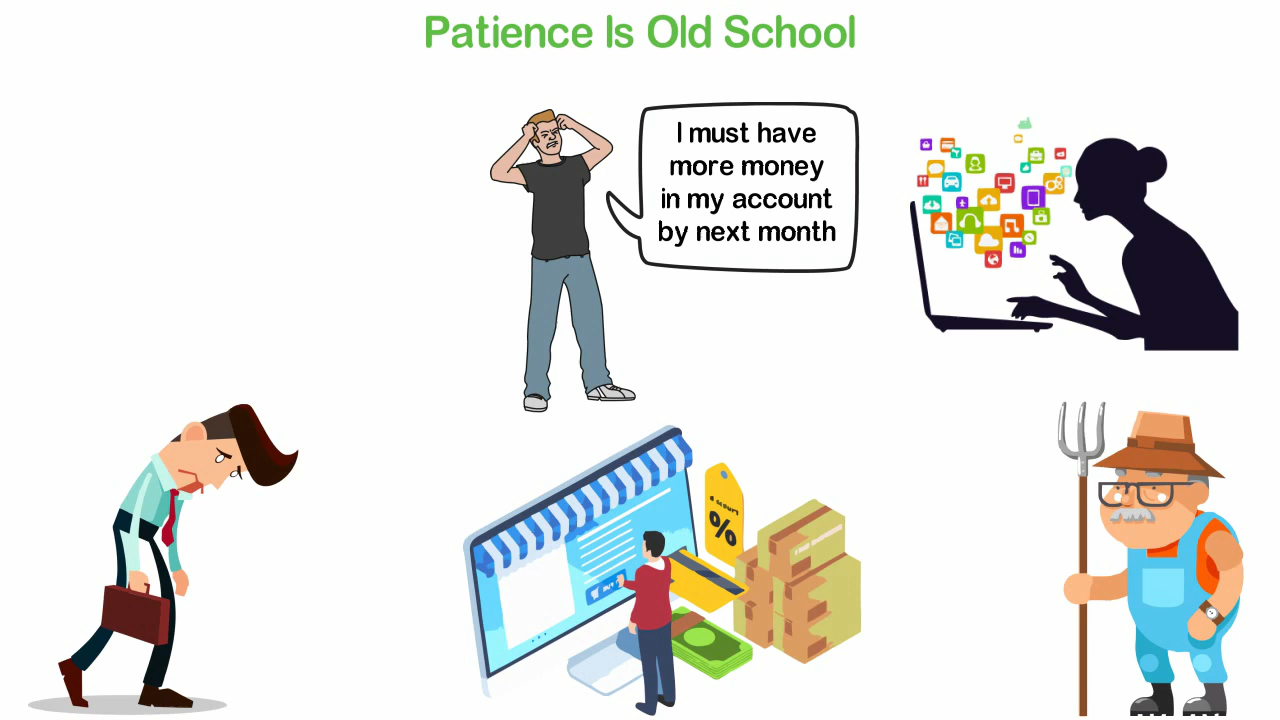 Patience Is Old School
I must have
more money
in my account
by next month
%